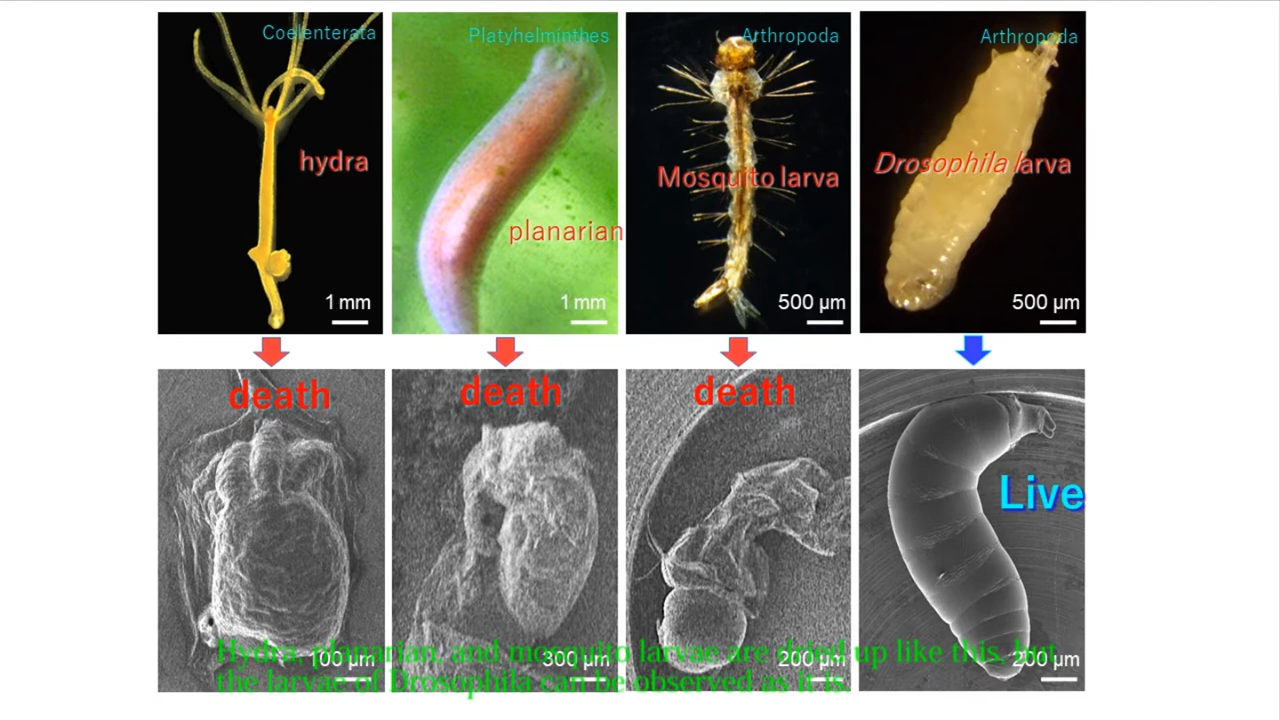 Coelenterata
Platyhelminthes
Arthropoda
Arthropoda
hydra
planarian
Mosquito larva
Drosophila larva
1 mm
1 mm
500 µm
500 µm
death
death
death
Live
100 µm
300 µm
200 µm
200 µm
Hydra, planarian, and mosquito larvae are dried up like this, but
the larvae of Drosophila can be observed as it is.